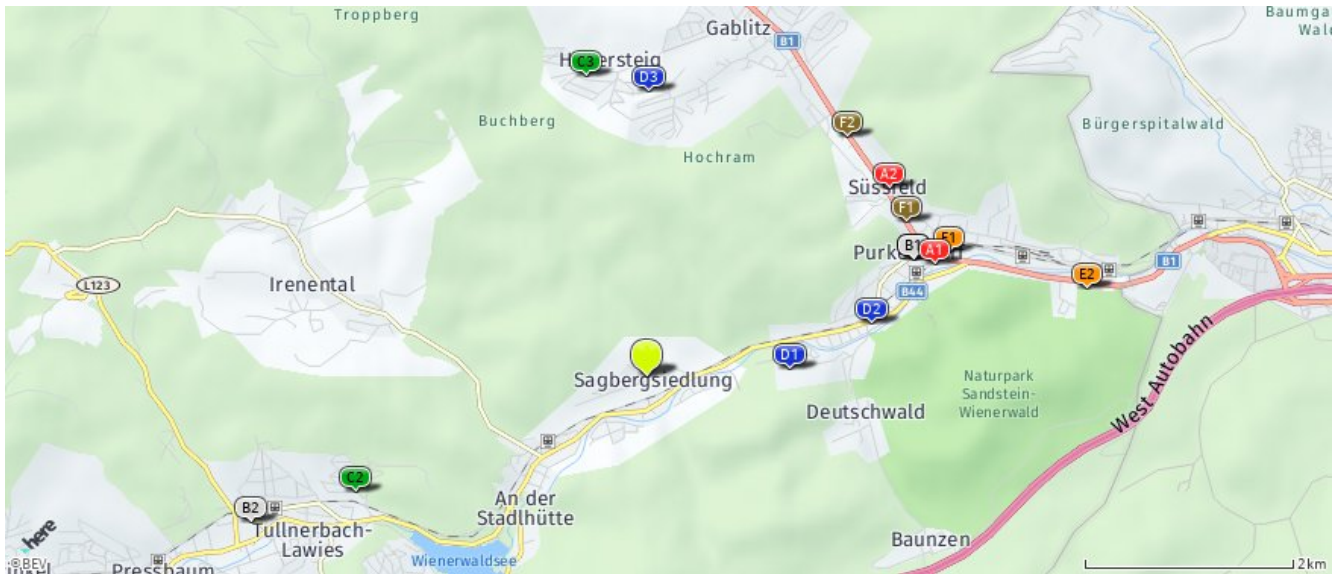 Troppberg
Gablitz
Baumga
Wald
B1
C3
D3
Buchberg
F2
Bürgerspitalwald
Hochram
A2
Süssfeld
F1
B1
E1
A1
B1
E2
L123
Irenental
B44
D2
D1
Sagbergsiedlung
Naturpark
Sandstein-
Wienerwald
West Autobahn
Deutschwald
C2
B2
An der
Stadlhütte
Tullnerbach-
Lawies
here
Baunzen
Wienerwaldsee
© BEV
Pressbaum
2km